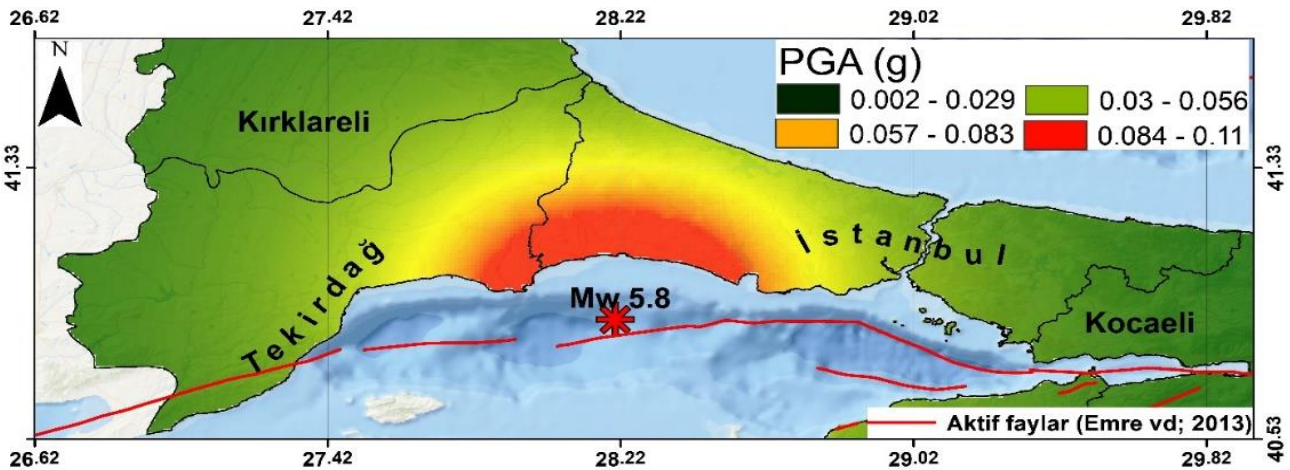 26.62 27.42 28.22 29.02 29.82
N
PGA (g)
0.002 - 0.029 0.03 - 0.056
0.057 - 0.083 0.084 - 0.11
Kırklareli
41.33 41.33
Tekirdağ
İstanbul
Mw 5.8
Kocaeli
Aktif faylar (Emre vd; 2013)
40.53 40.53
26.62 27.42 28.22 29.02 29.82